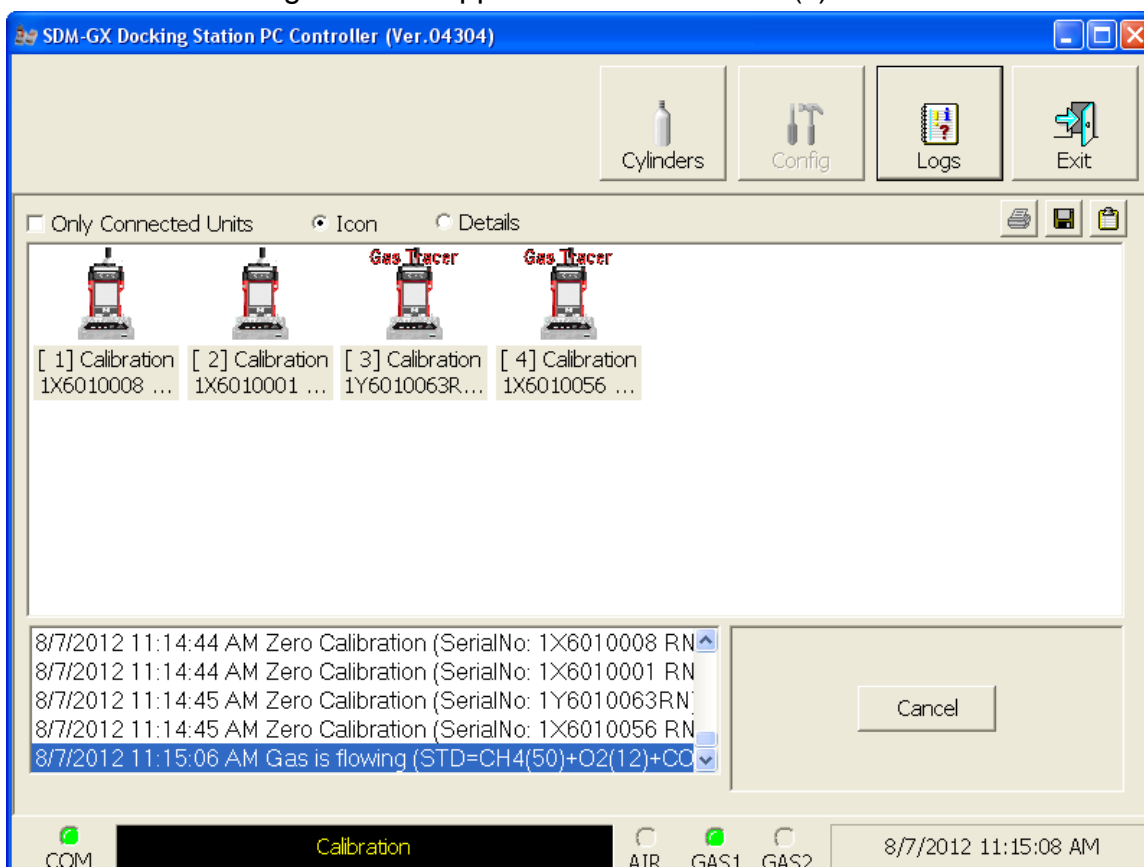 SDM-GX Docking Station PC Controller (Ver.04304)
Cylinders
Config
Logs
Exit
Only Connected Units
Icon
Details
Gas Tracer
Gas Tracer
[ 1] Calibration
1X6010008 ...
[ 2] Calibration
1X6010001 ...
[ 3] Calibration
1Y6010063R...
[ 4] Calibration
1X6010056 ...
8/7/2012 11:14:44 AM Zero Calibration (SerialNo: 1X6010008 RN
8/7/2012 11:14:44 AM Zero Calibration (SerialNo: 1X6010001 RN
8/7/2012 11:14:45 AM Zero Calibration (SerialNo: 1Y6010063RN
8/7/2012 11:14:45 AM Zero Calibration (SerialNo: 1X6010056 RN
8/7/2012 11:15:06 AM Gas is flowing (STD=CH4(50)+O2(12)+CO
Cancel
COM
Calibration
AIR
GAS1
GAS2
8/7/2012 11:15:08 AM